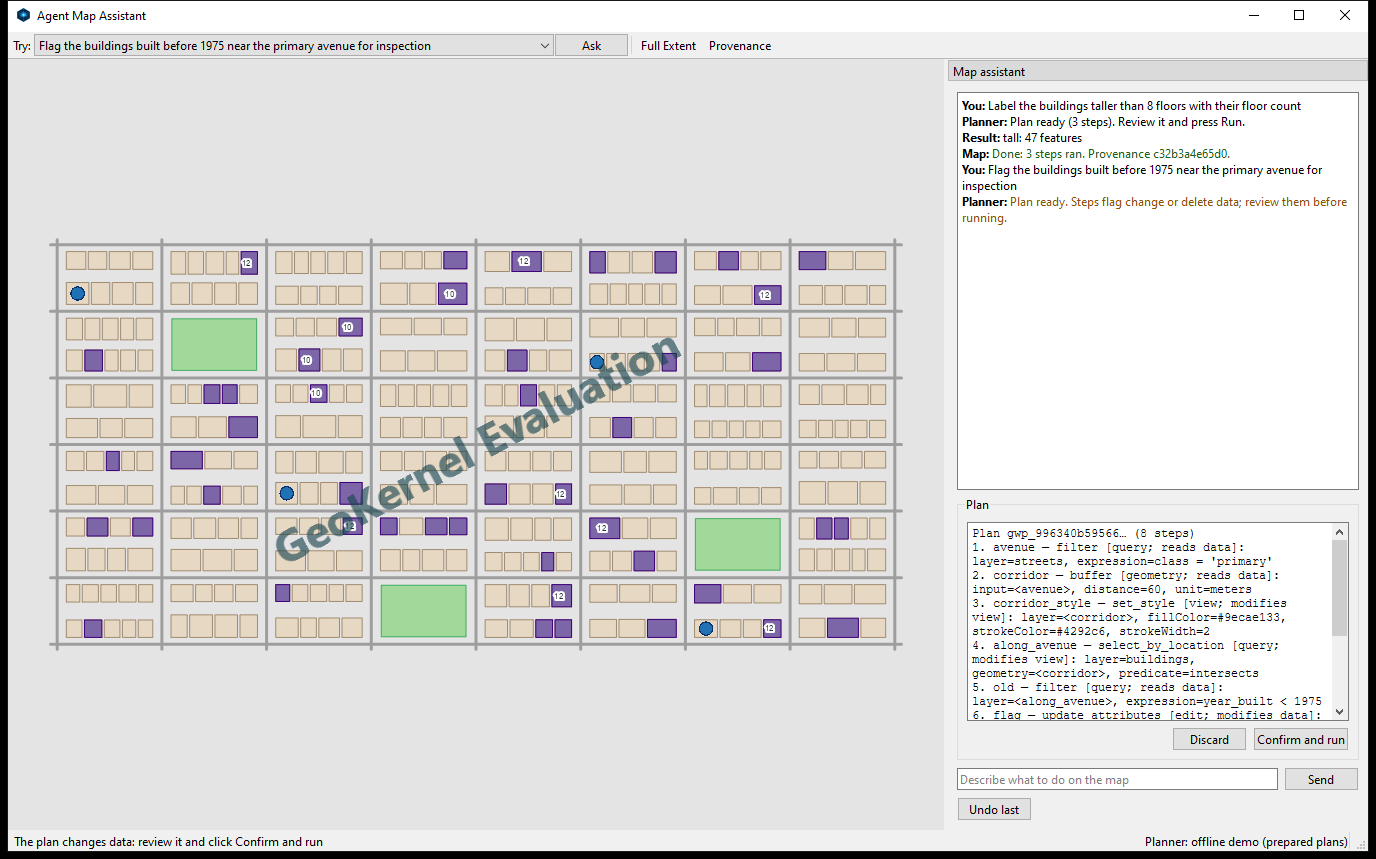 Agent Map Assistant
Try: Flag the buildings built before 1975 near the primary avenue for inspection Ask Full Extent Provenance
Map assistant
You: Label the buildings taller than 8 floors with their floor count
Planner: Plan ready (3 steps). Review it and press Run.
Result: tall: 47 features
Map: Done: 3 steps ran. Provenance c32b3a4e65d0.
You: Flag the buildings built before 1975 near the primary avenue for
inspection
Planner: Plan ready. Steps flag change or delete data; review them before
running.
12
12
10
12
10
10
10
12
12
12
12
12
GeoKernel Evaluation
Plan
Plan gwp_996340b59566… (8 steps)
1. avenue — filter [query; reads data]:
layer=streets, expression=class = 'primary'
2. corridor — buffer [geometry; reads data]:
input=<avenue>, distance=60, unit=meters
3. corridor_style — set_style [view; modifies
view]: layer=<corridor>, fillColor=#9ecae133,
strokeColor=#4292c6, strokeWidth=2
4. along_avenue — select_by_location [query;
modifies view]: layer=buildings,
geometry=<corridor>, predicate=intersects
5. old — filter [query; reads data]:
layer=<along_avenue>, expression=year_built < 1975
6. flag — update_attributes [edit; modifies data]:
Discard Confirm and run
Describe what to do on the map Send
Undo last
The plan changes data: review it and click Confirm and run
Planner: offline demo (prepared plans)